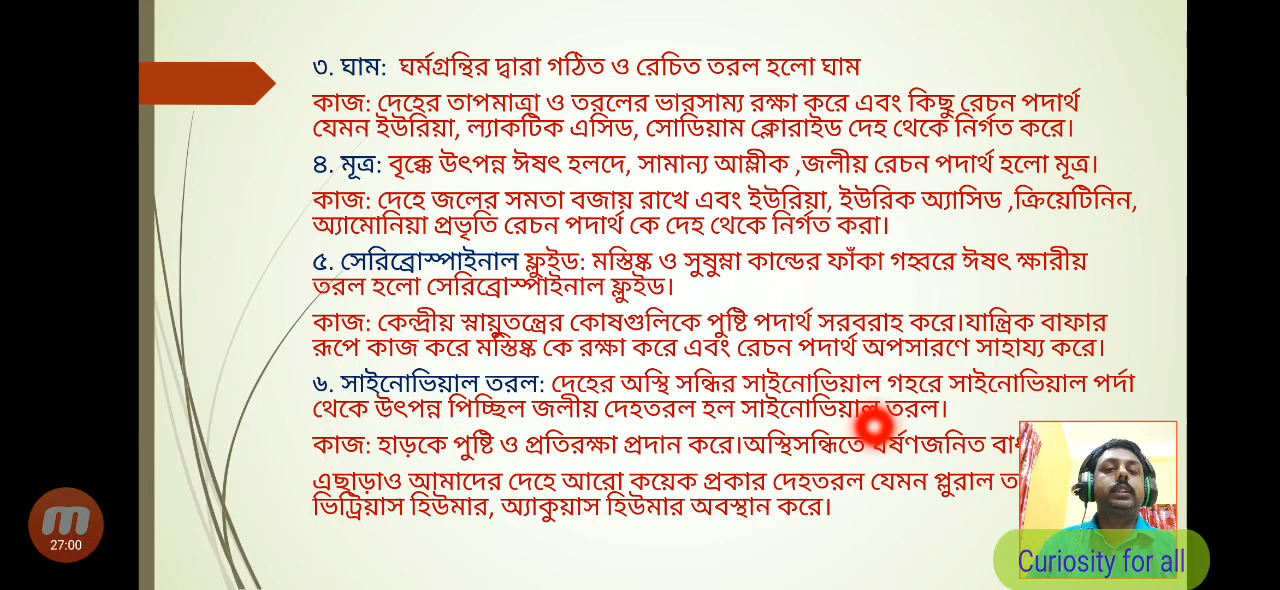 ৩. ঘাম: ঘর্মগ্রন্থির দ্বারা গঠিত ও রেচিত তরল হলো ঘাম
কাজ: দেহের তাপমাত্রা ও তরলের ভারসাম্য রক্ষা করে এবং কিছু রেচন পদার্থ
যেমন ইউরিয়া, ল্যাকটিক এসিড, সোডিয়াম ক্লোরাইড দেহ থেকে নির্গত করে।
৪. মূত্র: বৃক্কে উৎপন্ন ঈষৎ হলদে, সামান্য আম্লীক ,জলীয় রেচন পদার্থ হলো মূত্র।
কাজ: দেহে জলের সমতা বজায় রাখে এবং ইউরিয়া, ইউরিক অ্যাসিড ,ক্রিয়েটিনিন,
অ্যামোনিয়া প্রভৃতি রেচন পদার্থ কে দেহ থেকে নির্গত করা।
৫. সেরিব্রোস্পাইনাল ফ্লুইড: মস্তিষ্ক ও সুষুম্না কান্ডের ফাঁকা গহ্বরে ঈষৎ ক্ষারীয়
তরল হলো সেরিব্রোস্পাইনাল ফ্লুইড।
কাজ: কেন্দ্রীয় স্নায়ুতন্ত্রের কোষগুলিকে পুষ্টি পদার্থ সরবরাহ করে।যান্ত্রিক বাফার
রূপে কাজ করে মস্তিষ্ক কে রক্ষা করে এবং রেচন পদার্থ অপসারণে সাহায্য করে।
৬. সাইনোভিয়াল তরল: দেহের অস্থি সন্ধির সাইনোভিয়াল গহরে সাইনোভিয়াল পর্দা
থেকে উৎপন্ন পিচ্ছিল জলীয় দেহতরল হল সাইনোভিয়াল তরল।
কাজ: হাড়কে পুষ্টি ও প্রতিরক্ষা প্রদান করে।অস্থিসন্ধিতে ঘর্ষণজনিত
এছাড়াও আমাদের দেহে আরো কয়েক প্রকার দেহতরল যেমন প্লুরাল
ভিট্রিয়াস হিউমার, অ্যাকুয়াস হিউমার অবস্থান করে।
27:00
Curiosity for all